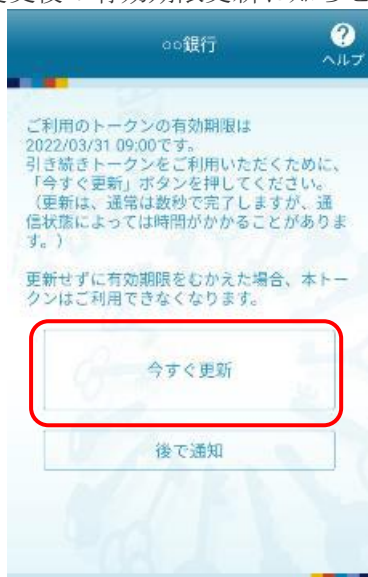 ○○銀行
?
ヘルプ
ご利用のトークンの有効期限は
2022/03/31 09:00です。
引き続きトークンをご利用いただくために、
「今すぐ更新」ボタンを押してください。
（更新は、通常は数秒で完了しますが、通
信状態によっては時間がかかることがありま
す。）
更新せずに有効期限をむかえた場合、本トー
クンはご利用できなくなります。
今すぐ更新
後で通知